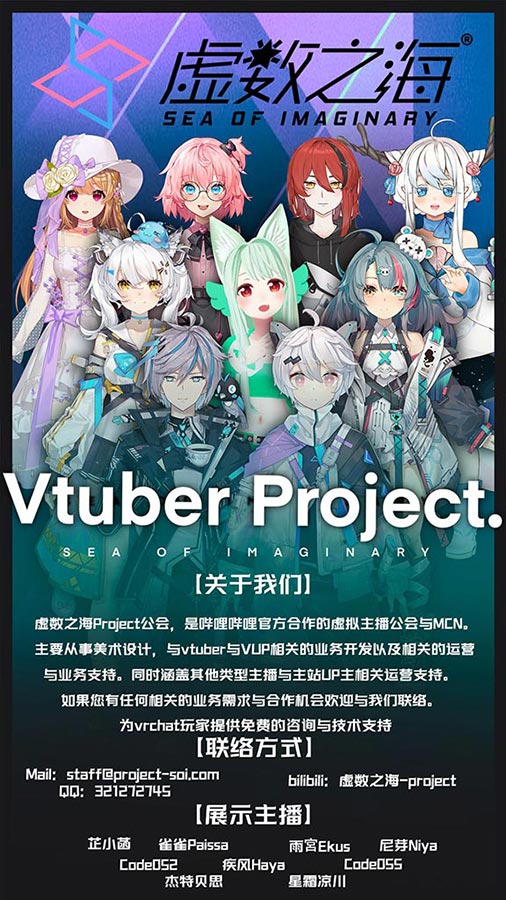 虚数之海®
SEA OF IMAGINARY
Vtuber Project.
SEA OF IMAGINARY
【关于我们】
虚数之海Project公会，是哔哩哔哩官方合作的虚拟主播公会与MCN。
主要从事美术设计，与vtuber与VUP相关的业务开发以及相关的运营
与业务支持。同时涵盖其他类型主播与主站UP主相关运营支持。
如果您有任何相关的业务需求与合作机会欢迎与我们联络。
为vrchat玩家提供免费的咨询与技术支持
【联络方式】
Mail：staff@project-soi.com
bilibili：虚数之海-project
QQ：321272745
【展示主播】
芷小菡 雀雀Paissa 雨宫Ekus 尼芽Niya
Code052 疾风Haya Code055
杰特贝思 星霜凉川